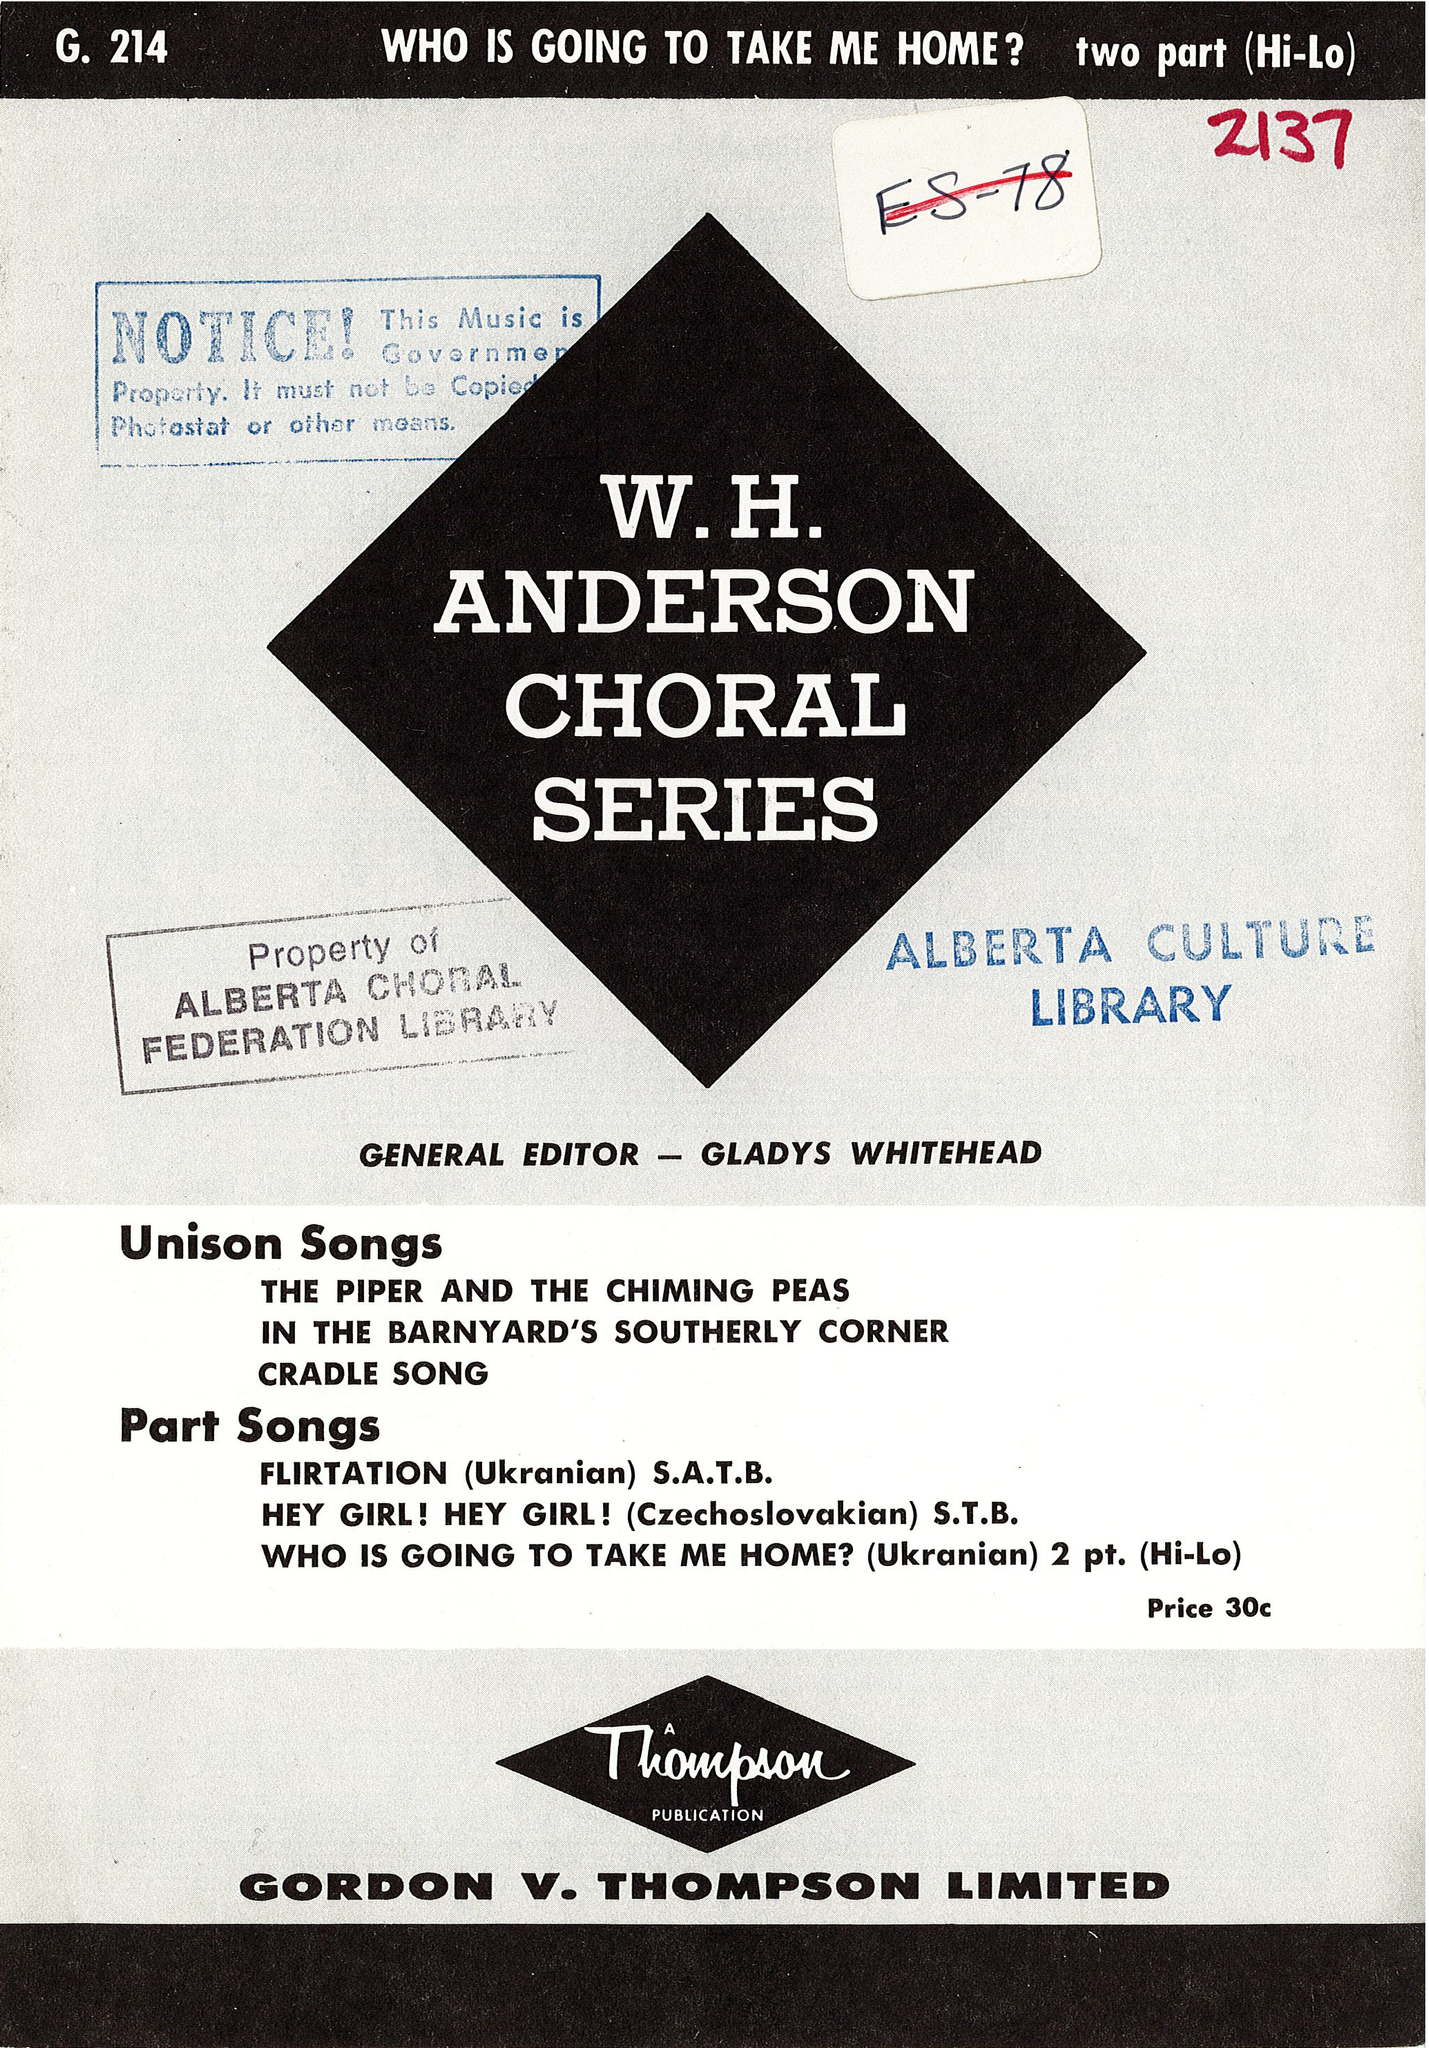 G. 214 WHO IS GOING TO TAKE ME HOME? two part (Hi-Lo)
2137
ES-78
NOTICE! This Music is
Governmen
Property. It must not be Copied
Photostat or other means.
W. H.
ANDERSON
CHORAL
SERIES
Property of
ALBERTA CHORAL
FEDERATION LIBRARY
ALBERTA CULTURE
LIBRARY
GENERAL EDITOR — GLADYS WHITEHEAD
Unison Songs
THE PIPER AND THE CHIMING PEAS
IN THE BARNYARD'S SOUTHERLY CORNER
CRADLE SONG
Part Songs
FLIRTATION (Ukranian) S.A.T.B.
HEY GIRL! HEY GIRL! (Czechoslovakian) S.T.B.
WHO IS GOING TO TAKE ME HOME? (Ukranian) 2 pt. (Hi-Lo)
Price 30c
A
Thompson
PUBLICATION
GORDON V. THOMPSON LIMITED